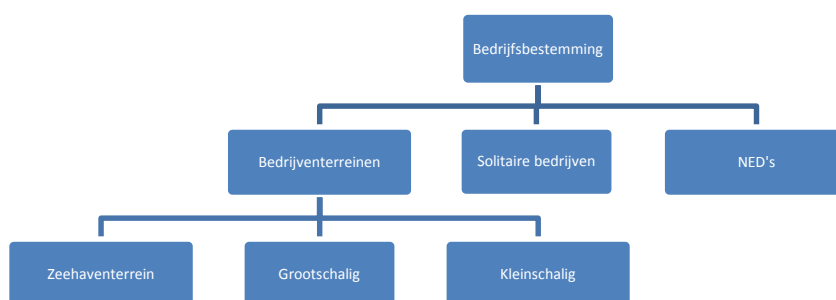 Bedrijfsbestemming
Bedrijventerreinen
Solitaire bedrijven
NED's
Zeehaventerrein
Grootschalig
Kleinschalig